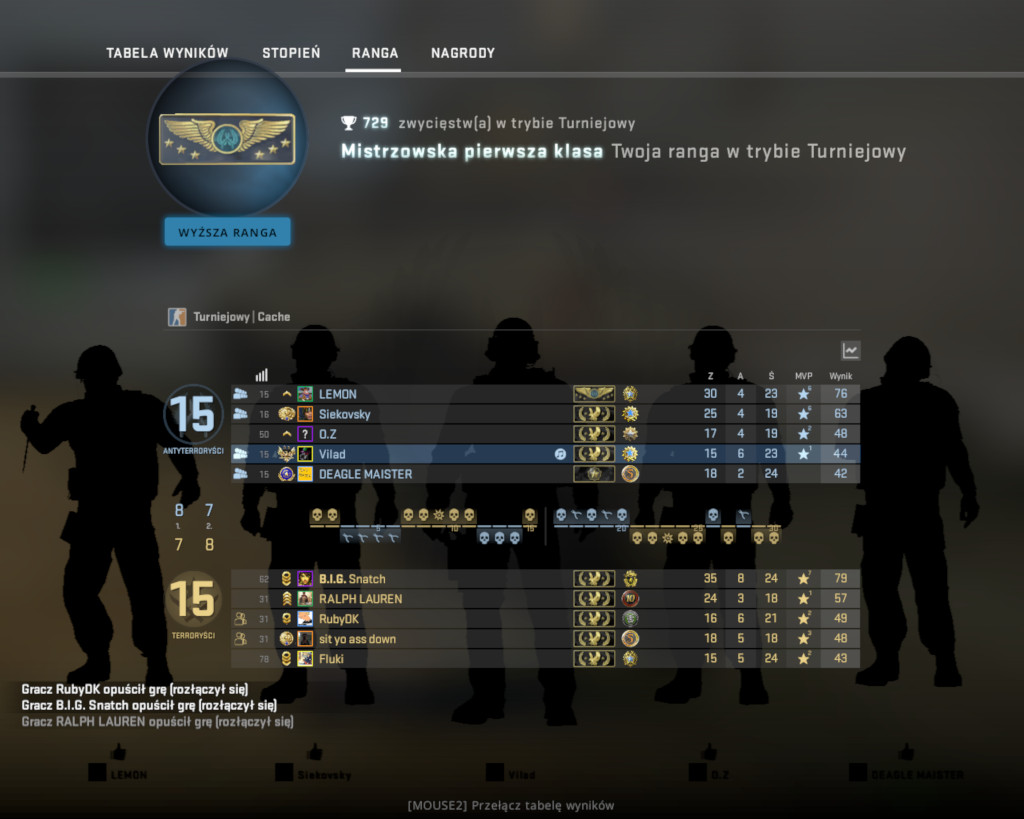 TABELA WYNIKÓW STOPIEŃ RANGA NAGRODY
729 zwycięstw(a) w trybie Turniejowy
Mistrzowska pierwsza klasa Twoja ranga w trybie Turniejowy
WYŻSZA RANGA
Turniejowy | Cache
Z A Ś MVP Wynik
15 LEMON 30 4 23 76
16 Siekovsky 25 4 19 63
50 O.Z 17 4 19 48
15 Vilad 15 6 23 44
15 DEAGLE MAISTER 18 2 24 42
15
ANTYTERRORYŚCI
8 7
1. 2.
7 8
5 10 15 20 25 30
15
TERRORYŚCI
62 B.I.G. Snatch 35 8 24 79
31 RALPH LAUREN 24 3 18 57
31 RubyDK 16 6 21 49
31 sit yo ass down 18 5 18 48
78 Fluki 15 5 24 43
Gracz RubyDK opuścił grę (rozłączył się)
Gracz B.I.G. Snatch opuścił grę (rozłączył się)
Gracz RALPH LAUREN opuścił grę (rozłączył się)
LEMON Siekovsky Vilad O.Z DEAGLE MAISTER
[MOUSE2] Przełącz tabelę wyników